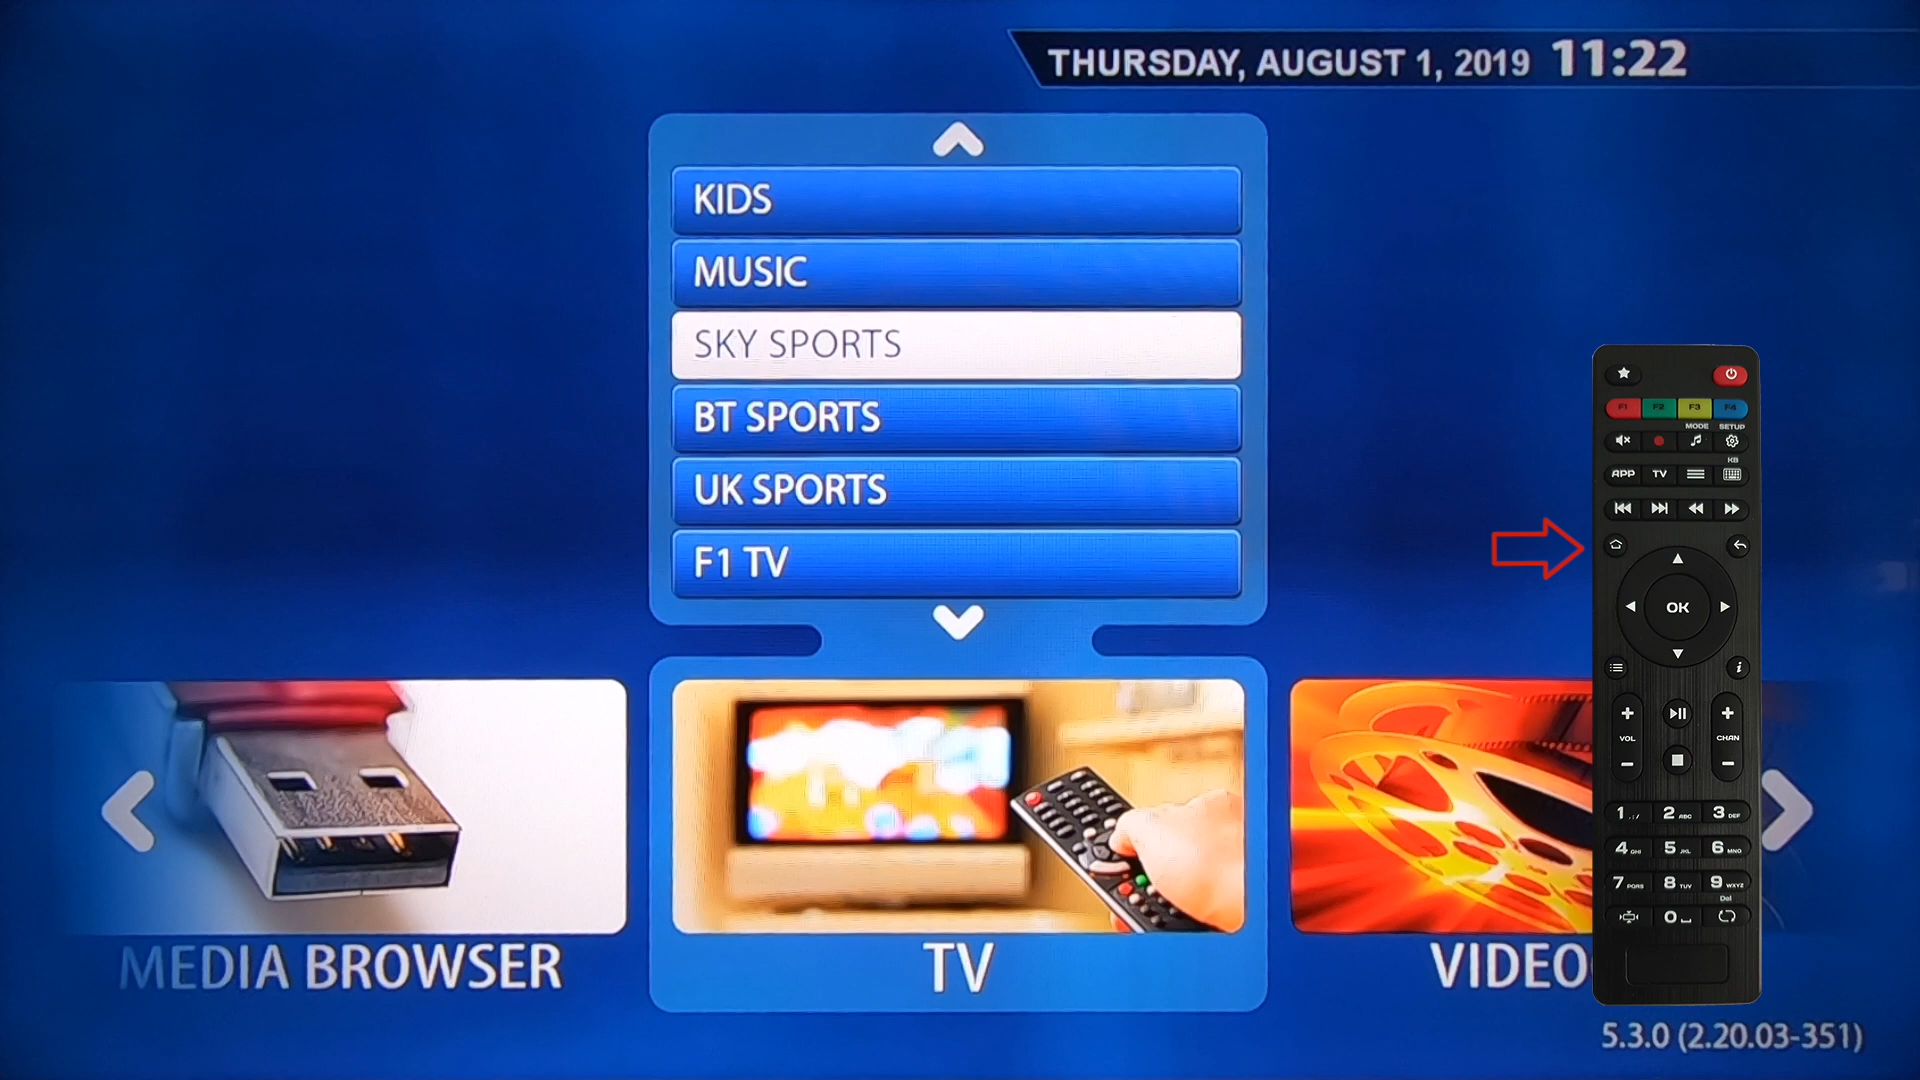 THURSDAY, AUGUST 1, 2019 11:22
KIDS
MUSIC
SKY SPORTS
BT SPORTS
UK SPORTS
F1 TV
MEDIA BROWSER
TV
VIDEO
5.3.0 (2.20.03-351)
F1 F2 F3 F4
MODE SETUP
KB
APP TV
OK
i
+ +
VOL CHAN
- -
1 ../ 2 ABC 3 DEF
4 GHI 5 JKL 6 MNO
7 PQRS 8 TUV 9 WXYZ
Del
0